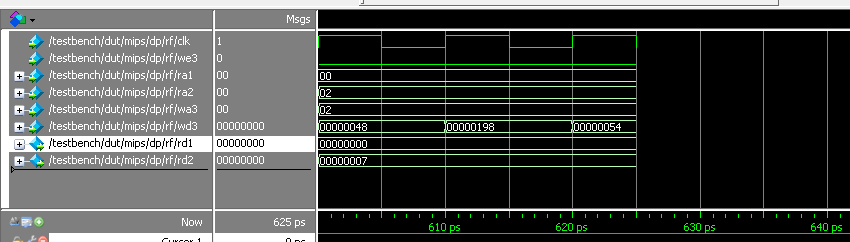 Msgs
/testbench/dut/mips/dp/rf/clk 1
/testbench/dut/mips/dp/rf/we3 0
/testbench/dut/mips/dp/rf/ra1 00 00
/testbench/dut/mips/dp/rf/ra2 00 02
/testbench/dut/mips/dp/rf/wa3 00 02
/testbench/dut/mips/dp/rf/wd3 00000000 00000048 00000198 00000054
/testbench/dut/mips/dp/rf/rd1 00000000 00000000
/testbench/dut/mips/dp/rf/rd2 00000000 00000007
Now 625 ps 610 ps 620 ps 630 ps 640 ps
Cursor 1 0 ps